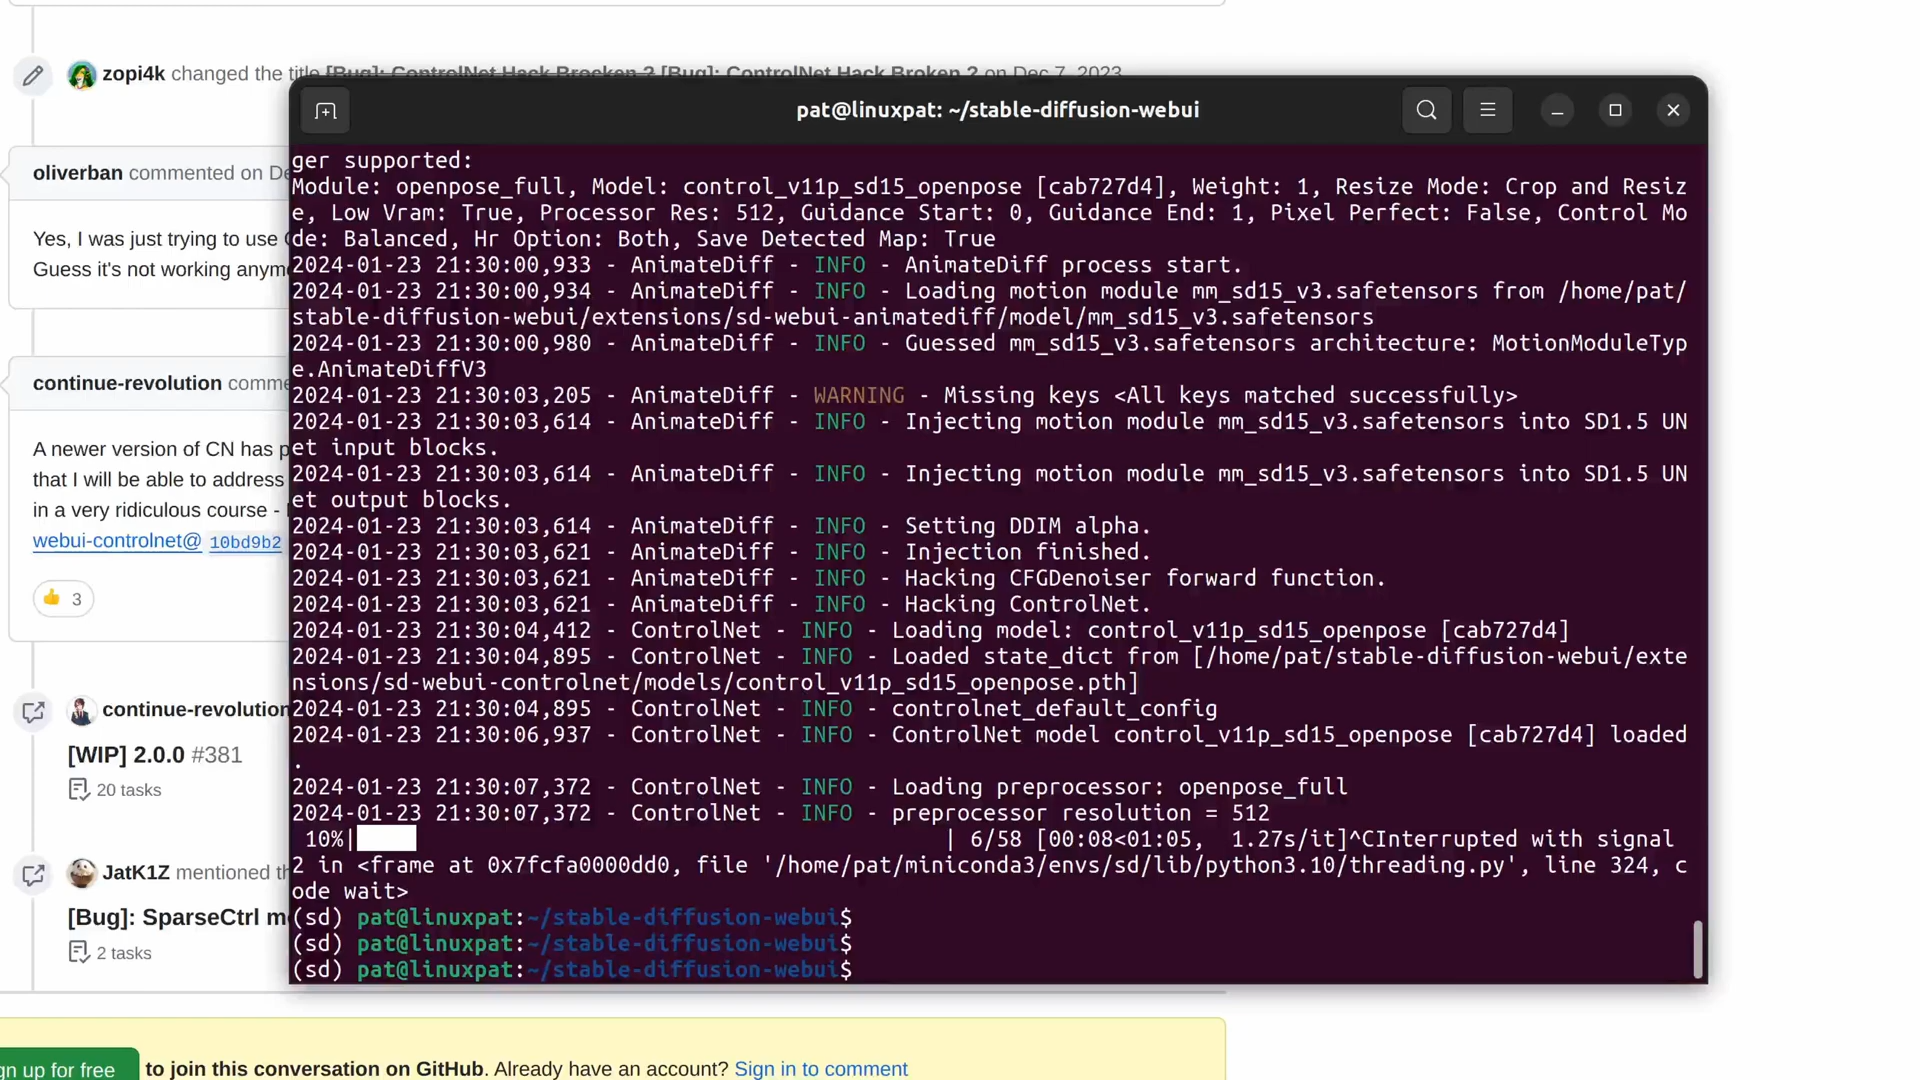 zopi4k changed the title [Bug]: ControlNet Hack Brocken ? [Bug]: ControlNet Hack Broken ? on Dec 7, 2023
pat@linuxpat: ~/stable-diffusion-webui
oliverban commented on De
Yes, I was just trying to use
Guess it's not working anym
continue-revolution comme
A newer version of CN has p
that I will be able to address
in a very ridiculous course -
webui-controlnet@ 10bd9b2
👍 3
continue-revolution
[WIP] 2.0.0 #381
20 tasks
JatK1Z mentioned th
[Bug]: SparseCtrl m
2 tasks
ger supported:
Module: openpose_full, Model: control_v11p_sd15_openpose [cab727d4], Weight: 1, Resize Mode: Crop and Resiz
e, Low Vram: True, Processor Res: 512, Guidance Start: 0, Guidance End: 1, Pixel Perfect: False, Control Mo
de: Balanced, Hr Option: Both, Save Detected Map: True
2024-01-23 21:30:00,933 - AnimateDiff - INFO - AnimateDiff process start.
2024-01-23 21:30:00,934 - AnimateDiff - INFO - Loading motion module mm_sd15_v3.safetensors from /home/pat/
stable-diffusion-webui/extensions/sd-webui-animatediff/model/mm_sd15_v3.safetensors
2024-01-23 21:30:00,980 - AnimateDiff - INFO - Guessed mm_sd15_v3.safetensors architecture: MotionModuleTyp
e.AnimateDiffV3
2024-01-23 21:30:03,205 - AnimateDiff - WARNING - Missing keys <All keys matched successfully>
2024-01-23 21:30:03,614 - AnimateDiff - INFO - Injecting motion module mm_sd15_v3.safetensors into SD1.5 UN
et input blocks.
2024-01-23 21:30:03,614 - AnimateDiff - INFO - Injecting motion module mm_sd15_v3.safetensors into SD1.5 UN
et output blocks.
2024-01-23 21:30:03,614 - AnimateDiff - INFO - Setting DDIM alpha.
2024-01-23 21:30:03,621 - AnimateDiff - INFO - Injection finished.
2024-01-23 21:30:03,621 - AnimateDiff - INFO - Hacking CFGDenoiser forward function.
2024-01-23 21:30:03,621 - AnimateDiff - INFO - Hacking ControlNet.
2024-01-23 21:30:04,412 - ControlNet - INFO - Loading model: control_v11p_sd15_openpose [cab727d4]
2024-01-23 21:30:04,895 - ControlNet - INFO - Loaded state_dict from [/home/pat/stable-diffusion-webui/exte
nsions/sd-webui-controlnet/models/control_v11p_sd15_openpose.pth]
2024-01-23 21:30:04,895 - ControlNet - INFO - controlnet_default_config
2024-01-23 21:30:06,937 - ControlNet - INFO - ControlNet model control_v11p_sd15_openpose [cab727d4] loaded
.
2024-01-23 21:30:07,372 - ControlNet - INFO - Loading preprocessor: openpose_full
2024-01-23 21:30:07,372 - ControlNet - INFO - preprocessor resolution = 512
10%| | 6/58 [00:08<01:05, 1.27s/it]^CInterrupted with signal
2 in <frame at 0x7fcfa0000dd0, file '/home/pat/miniconda3/envs/sd/lib/python3.10/threading.py', line 324, c
ode wait>
(sd) pat@linuxpat:~/stable-diffusion-webui$
(sd) pat@linuxpat:~/stable-diffusion-webui$
(sd) pat@linuxpat:~/stable-diffusion-webui$
gn up for free to join this conversation on GitHub. Already have an account? Sign in to comment